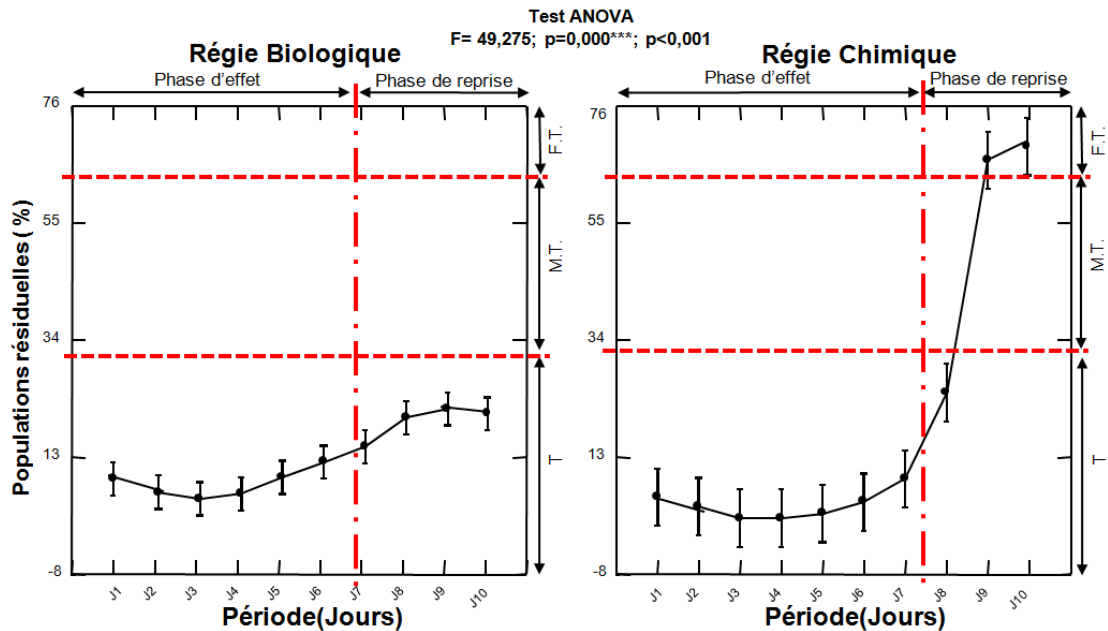 Test ANOVA
F= 49,275; p=0,000***; p<0,001
Régie Biologique
Phase d'effet
Phase de reprise
Populations résiduelles ( %)
76
55
34
13
-8
F.T.
M.T.
T
J1 J2 J3 J4 J5 J6 J7 J8 J9 J10
Période(Jours)
Régie Chimique
Phase d'effet
Phase de reprise
76
55
34
13
-8
F.T.
M.T.
T
J1 J2 J3 J4 J5 J6 J7 J8 J9 J10
Période(Jours)